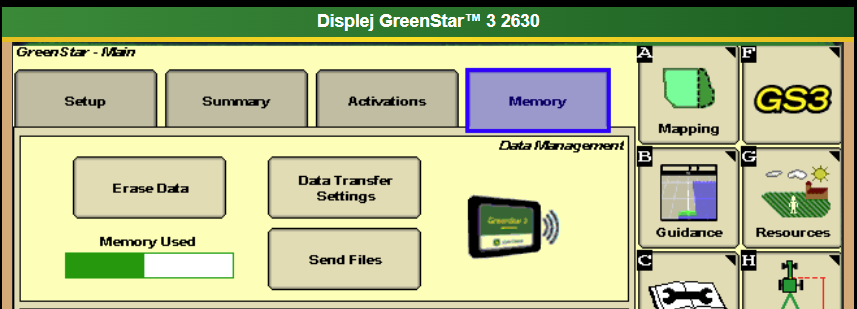 Displej GreenStar™ 3 2630
GreenStar - Main
Setup
Summary
Activations
Memory
Data Management
Erase Data
Data Transfer
Settings
Memory Used
Send Files
GreenStar 3
A
Mapping
F
GS3
B
Guidance
G
Resources
C
H